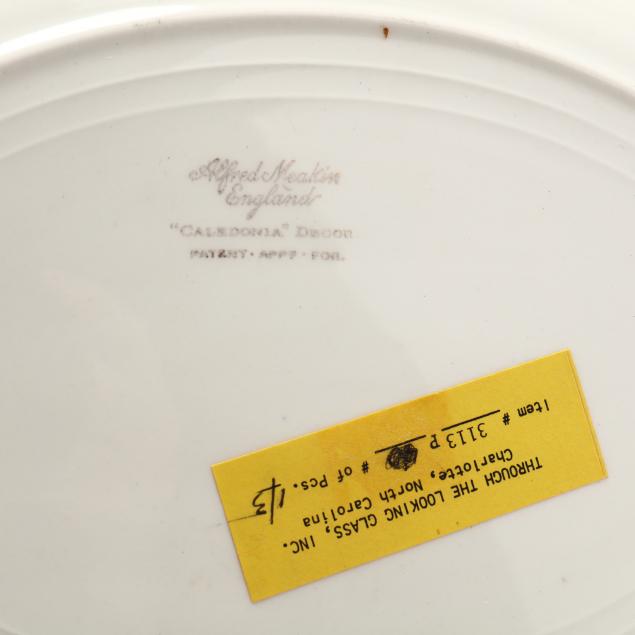 Alfred Meakin
England
"CALEDONIA" DECOR
PATENT · APPT · FOR.
THROUGH THE LOOKING GLASS, INC.
Charlotte, North Carolina
Item # 3113 P # of Pcs. 1/3